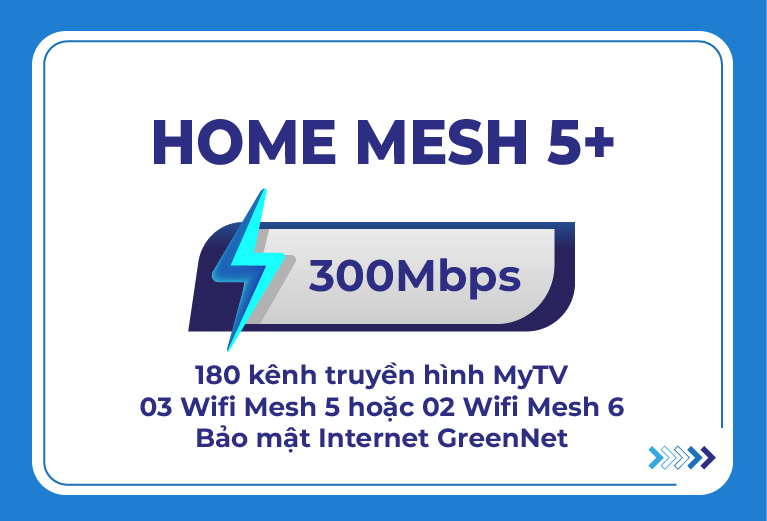 HOME MESH 5+
300Mbps
180 kênh truyền hình MyTV
03 Wifi Mesh 5 hoặc 02 Wifi Mesh 6
Bảo mật Internet GreenNet